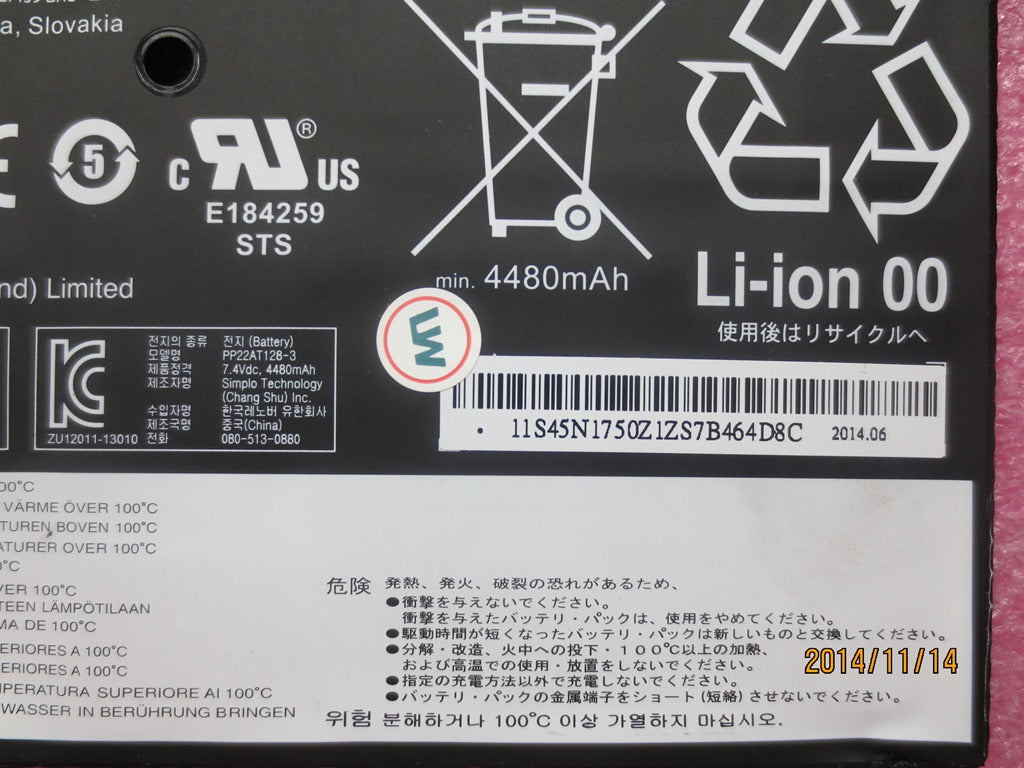 a, Slovakia
5
C RU® US
E184259
STS
min. 4480mAh
Li-ion 00
使用後はリサイクルへ
nd) Limited
전지의 종류 전지 (Battery)
모델명 PP22AT128-3
제품정격 7.4Vdc, 4480mAh
제조자명 Simplo Technology
(Chang Shu) Inc.
수입자명 한국레노버 유한회사
제조국명 중국(China)
전화 080-513-0880
ZU12011-13010
11S45N1750Z1ZS7B464D8C 2014.06
00°C
VÄRME ÖVER 100°C
TUREN BOVEN 100°C
ATURER OVER 100°C
0°C
VER 100°C
TEEN LÄMPÖTILAAN
MA DE 100°C
ERIORES A 100°C
ERIORES A 100°C
MPERATURA SUPERIORE AI 100°C
WASSER IN BERÜHRUNG BRINGEN
危険 発熱、発火、破裂の恐れがあるため、
●衝撃を与えないでください。
衝撃を与えたバッテリ・パックは、使用をやめてください。
●駆動時間が短くなったバッテリ・パックは新しいものと交換してください。
●分解・改造、火中への投下・100℃以上の加熱、
および高温での使用・放置をしないでください。
●指定の充電方法以外で充電しないでください。
●バッテリ・パックの金属端子をショート(短絡)させないでください。
위험 분해하거나 100°C 이상 가열하지 마십시오.
2014/11/14